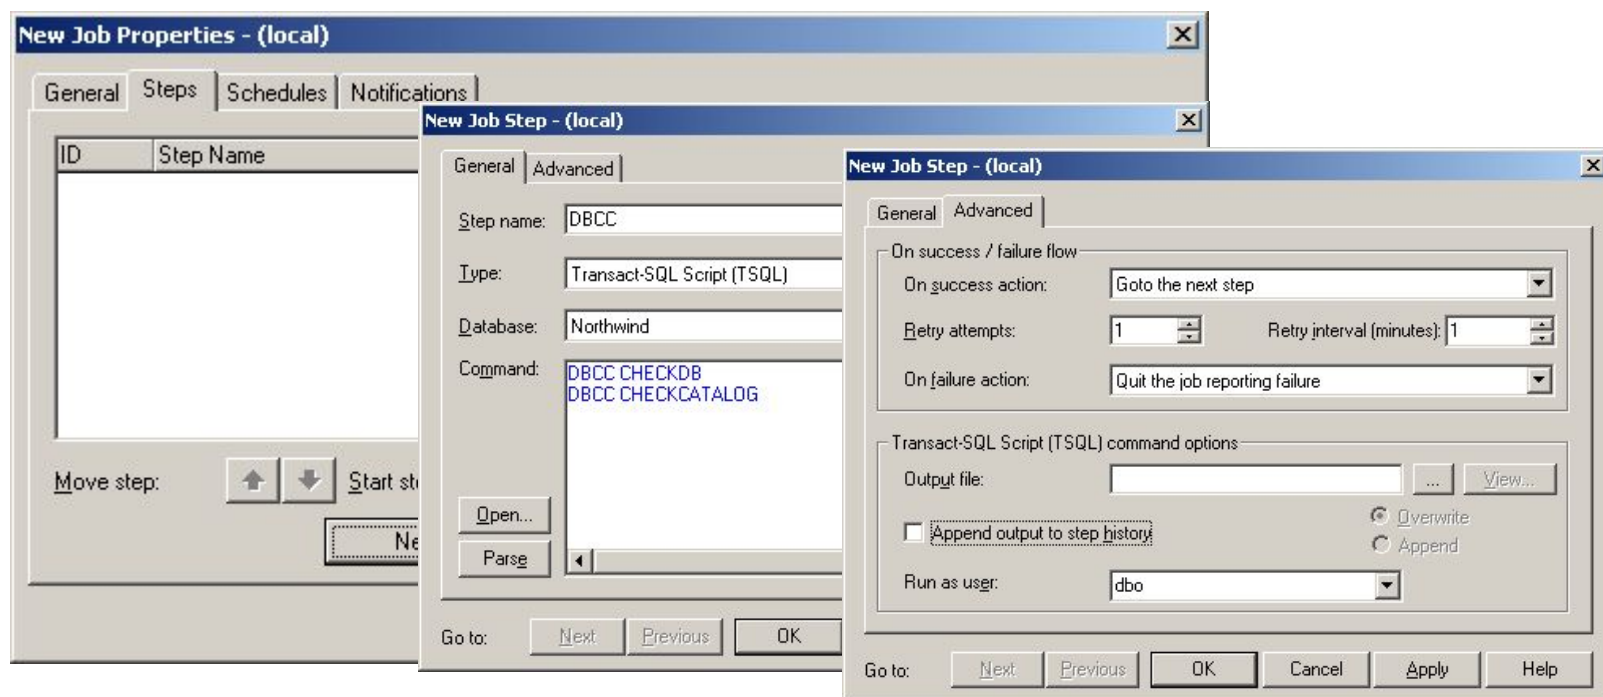 New Job Properties - (local)
General Steps Schedules Notifications
ID Step Name
Move step: Start st
Ne
New Job Step - (local)
General Advanced
Step name: DBCC
Type: Transact-SQL Script (TSQL)
Database: Northwind
Command: DBCC CHECKDB
DBCC CHECKCATALOG
Open...
Parse
Go to: Next Previous OK
New Job Step - (local)
General Advanced
On success / failure flow
On success action: Goto the next step
Retry attempts: 1 Retry interval (minutes): 1
On failure action: Quit the job reporting failure
Transact-SQL Script (TSQL) command options
Output file: ... View...
Overwrite
Append output to step history
Append
Run as user: dbo
Go to: Next Previous OK Cancel Apply Help